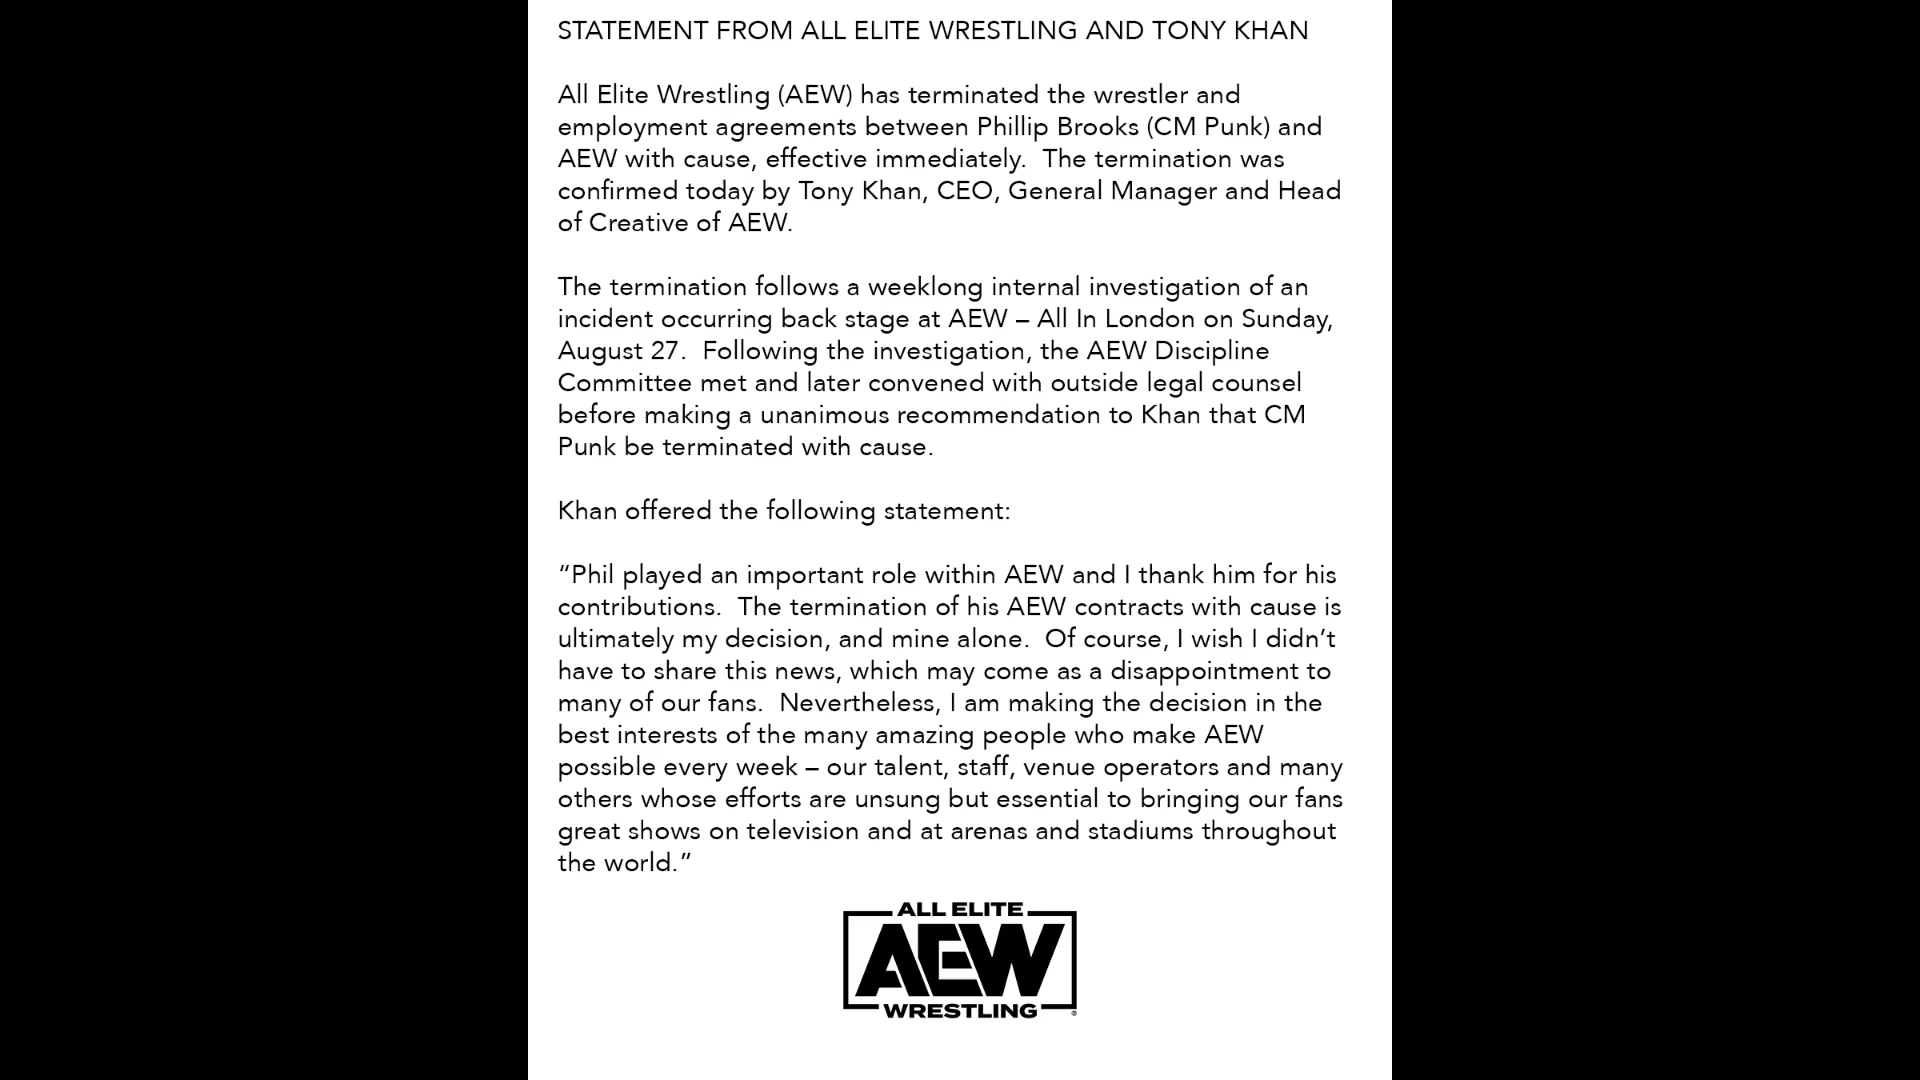 STATEMENT FROM ALL ELITE WRESTLING AND TONY KHAN
All Elite Wrestling (AEW) has terminated the wrestler and
employment agreements between Phillip Brooks (CM Punk) and
AEW with cause, effective immediately.  The termination was
confirmed today by Tony Khan, CEO, General Manager and Head
of Creative of AEW.
The termination follows a weeklong internal investigation of an
incident occurring back stage at AEW – All In London on Sunday,
August 27.  Following the investigation, the AEW Discipline
Committee met and later convened with outside legal counsel
before making a unanimous recommendation to Khan that CM
Punk be terminated with cause.
Khan offered the following statement:
“Phil played an important role within AEW and I thank him for his
contributions.  The termination of his AEW contracts with cause is
ultimately my decision, and mine alone.  Of course, I wish I didn’t
have to share this news, which may come as a disappointment to
many of our fans.  Nevertheless, I am making the decision in the
best interests of the many amazing people who make AEW
possible every week – our talent, staff, venue operators and many
others whose efforts are unsung but essential to bringing our fans
great shows on television and at arenas and stadiums throughout
the world.”
ALL ELITE
AEW
WRESTLING
®